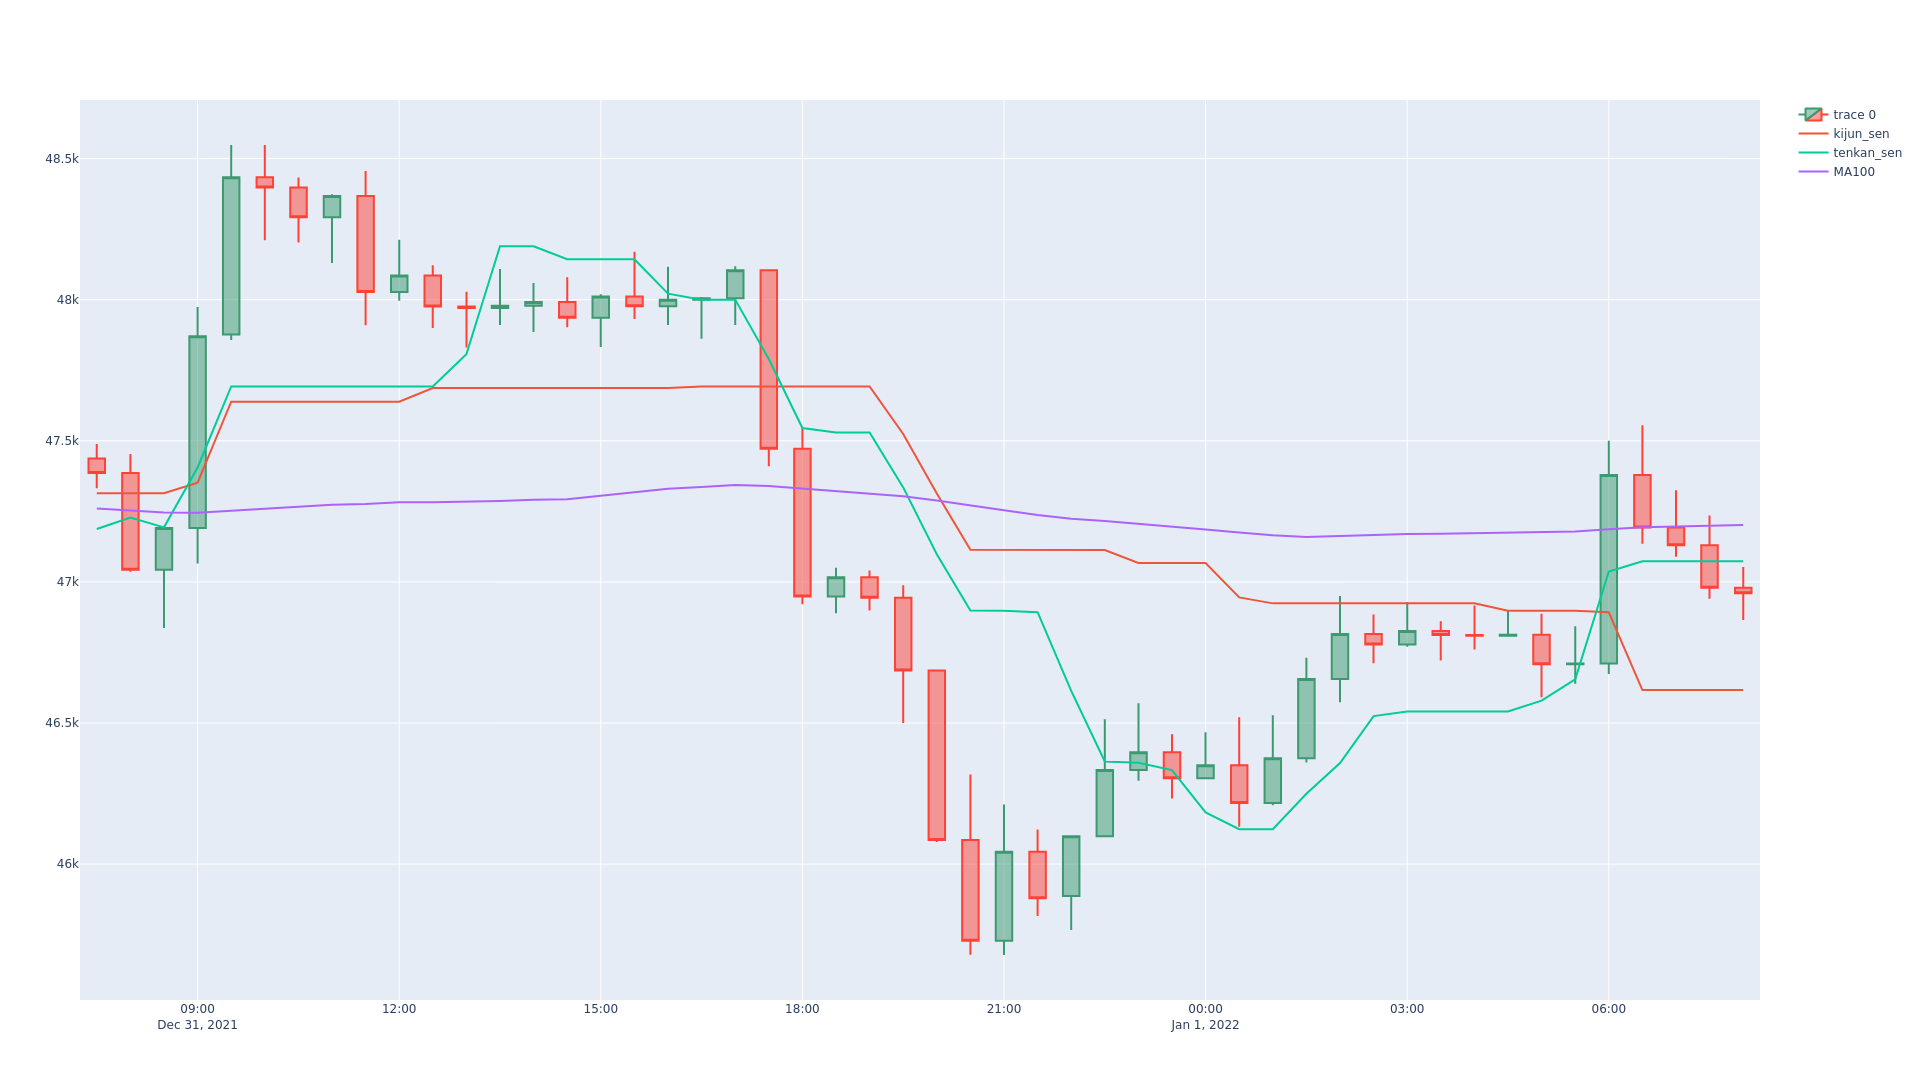 48.5k
48k
47.5k
47k
46.5k
46k
09:00
Dec 31, 2021
12:00
15:00
18:00
21:00
00:00
Jan 1, 2022
03:00
06:00
trace 0
kijun_sen
tenkan_sen
MA100